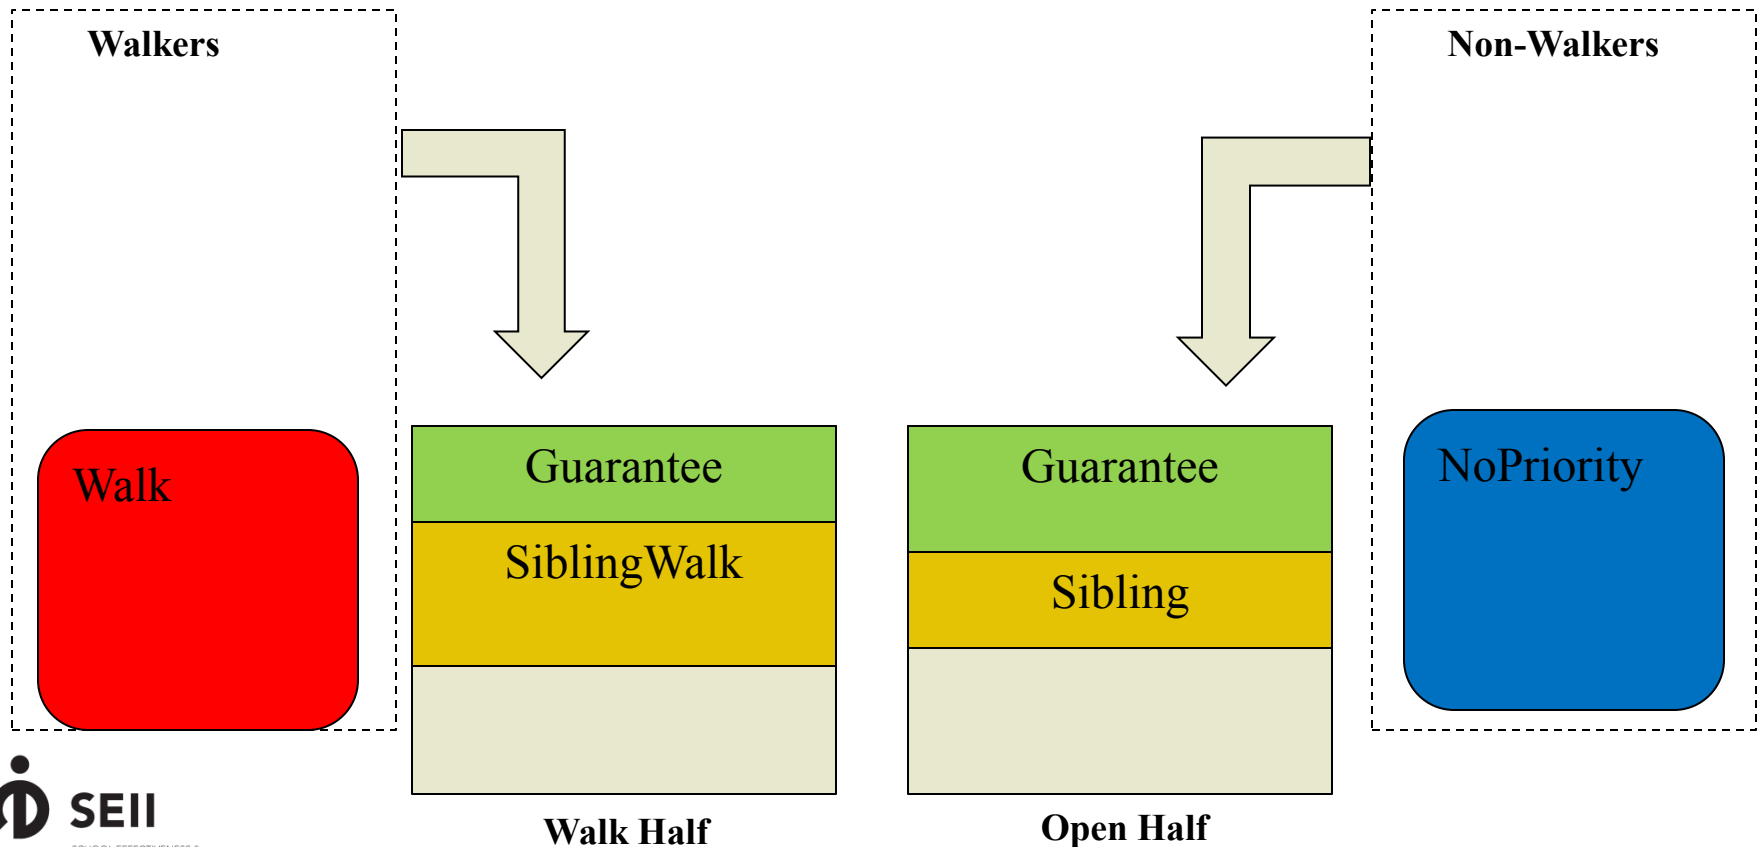 Walkers
Non-Walkers
Walk
Guarantee
SiblingWalk
Guarantee
Sibling
NoPriority
Walk Half
Open Half
SEII